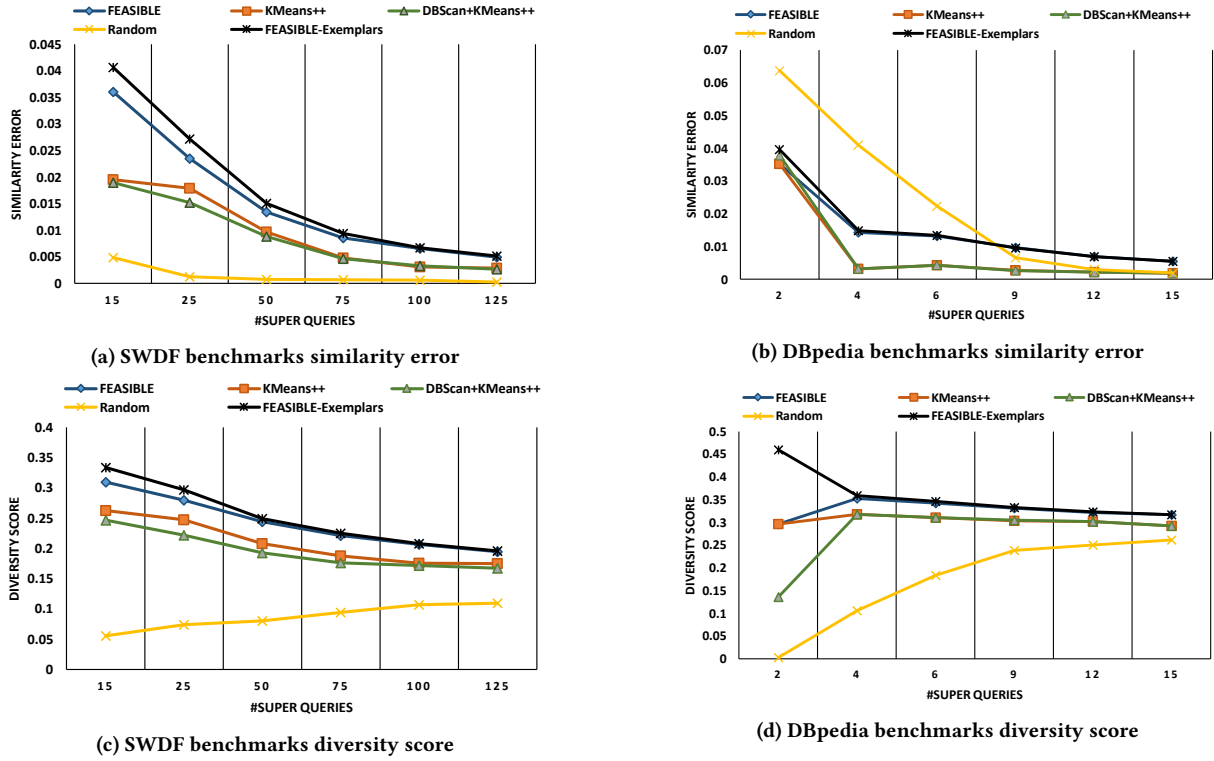 FEASIBLE KMeans++ DBScan+KMeans++
Random FEASIBLE-Exemplars
0.045
0.04
0.035
0.03
0.025
0.02
0.015
0.01
0.005
0
SIMILARITY ERROR
15 25 50 75 100 125
#SUPER QUERIES
(a) SWDF benchmarks similarity error
FEASIBLE KMeans++ DBScan+KMeans++
Random FEASIBLE-Exemplars
0.07
0.06
0.05
0.04
0.03
0.02
0.01
0
SIMILARITY ERROR
2 4 6 9 12 15
#SUPER QUERIES
(b) DBpedia benchmarks similarity error
FEASIBLE KMeans++ DBScan+KMeans++
Random FEASIBLE-Exemplars
0.4
0.35
0.3
0.25
0.2
0.15
0.1
0.05
0
DIVERSITY SCORE
15 25 50 75 100 125
#SUPER QUERIES
(c) SWDF benchmarks diversity score
FEASIBLE KMeans++ DBScan+KMeans++
Random FEASIBLE-Exemplars
0.5
0.45
0.4
0.35
0.3
0.25
0.2
0.15
0.1
0.05
0
DIVERSITY SCORE
2 4 6 9 12 15
#SUPER QUERIES
(d) DBpedia benchmarks diversity score